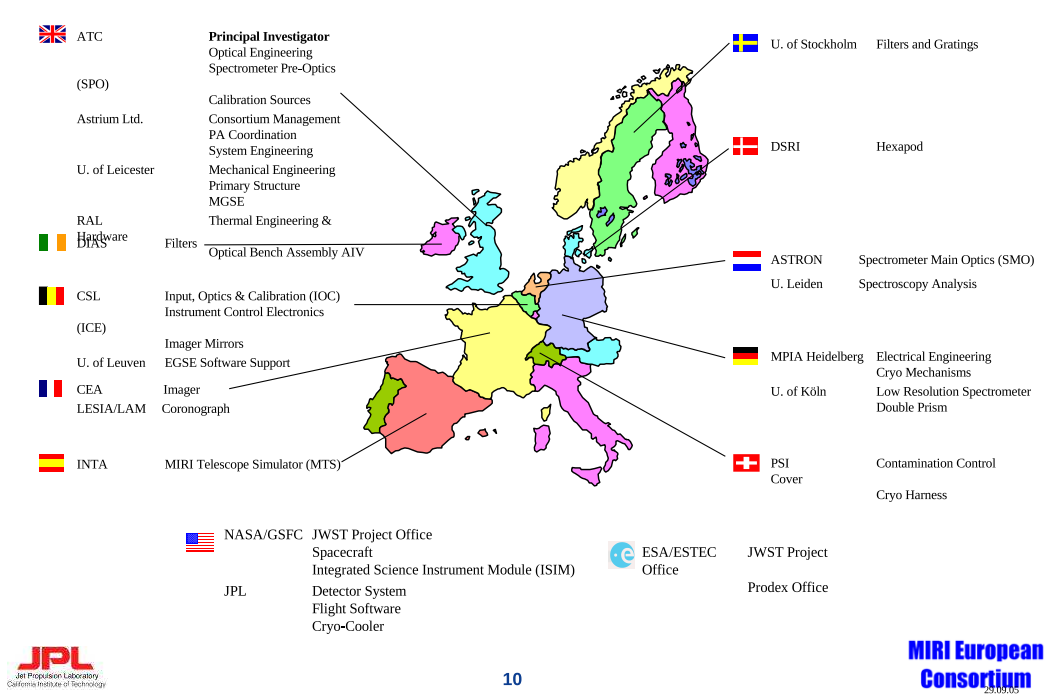 ATC Principal Investigator
Optical Engineering
Spectrometer Pre-Optics
(SPO)
Calibration Sources
Astrium Ltd. Consortium Management
PA Coordination
System Engineering
U. of Leicester Mechanical Engineering
Primary Structure
MGSE
RAL Thermal Engineering &
Hardware
DIAS Filters
Optical Bench Assembly AIV
CSL Input, Optics & Calibration (IOC)
Instrument Control Electronics
(ICE)
Imager Mirrors
U. of Leuven EGSE Software Support
CEA Imager
LESIA/LAM Coronograph
INTA MIRI Telescope Simulator (MTS)
U. of Stockholm Filters and Gratings
DSRI Hexapod
ASTRON Spectrometer Main Optics (SMO)
U. Leiden Spectroscopy Analysis
MPIA Heidelberg Electrical Engineering
Cryo Mechanisms
U. of Köln Low Resolution Spectrometer
Double Prism
PSI Contamination Control
Cover
Cryo Harness
NASA/GSFC JWST Project Office
Spacecraft
Integrated Science Instrument Module (ISIM)
JPL Detector System
Flight Software
Cryo-Cooler
ESA/ESTEC JWST Project
Office
Prodex Office
JPL
Jet Propulsion Laboratory
California Institute of Technology
10
MIRI European
Consortium
29.09.05